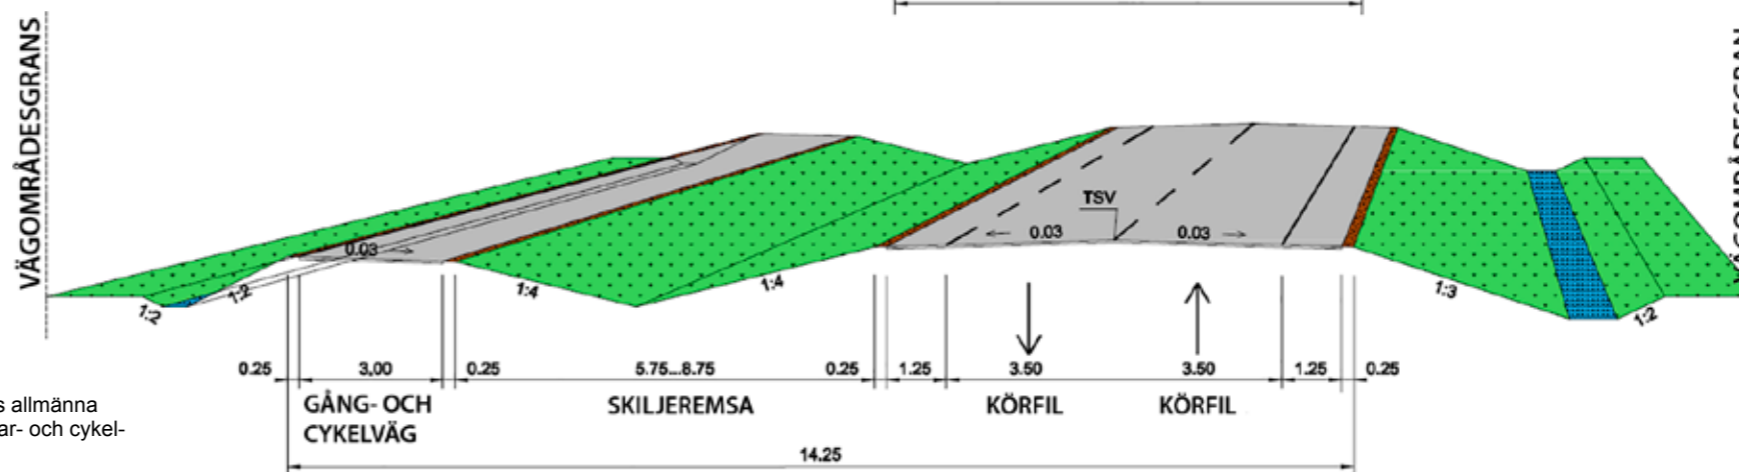 VÄGOMRÅDESGRANS
VÄGOMRÅDESGRAN
TSV
0.03
0.03
0.03
1:2
1:2
1:4
1:4
1:3
1:2
0.25 3,00 0.25 5.75...8.75 0.25 1.25 3.50 3.50 1.25 0.25
GÅNG- OCH
CYKELVÄG
SKILJEREMSA
KÖRFIL
KÖRFIL
s allmänna
ar- och cykel-
14.25